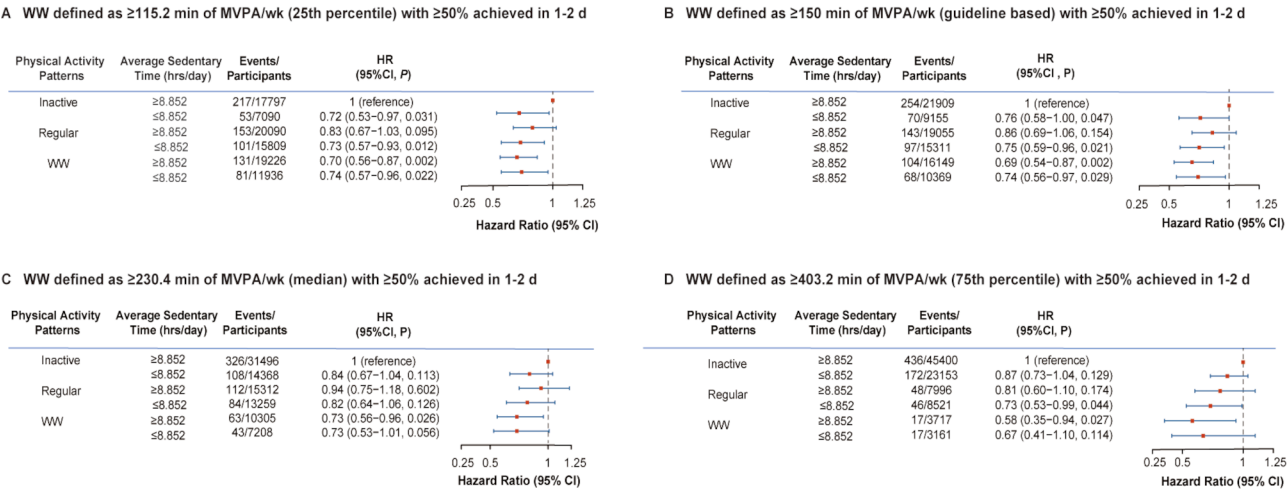 A WW defined as ≥115.2 min of MVPA/wk (25th percentile) with ≥50% achieved in 1-2 d
Physical Activity Patterns Average Sedentary Time (hrs/day) Events/ Participants HR (95%CI, P)
Inactive ≥8.852 217/17797 1 (reference)
≤8.852 53/7090 0.72 (0.53−0.97, 0.031)
Regular ≥8.852 153/20090 0.83 (0.67−1.03, 0.095)
≤8.852 101/15809 0.73 (0.57−0.93, 0.012)
WW ≥8.852 131/19226 0.70 (0.56−0.87, 0.002)
≤8.852 81/11936 0.74 (0.57−0.96, 0.022)
0.25 0.5 1 1.25
Hazard Ratio (95% CI)
B WW defined as ≥150 min of MVPA/wk (guideline based) with ≥50% achieved in 1-2 d
Physical Activity Patterns Average Sedentary Time (hrs/day) Events/ Participants HR (95%CI , P)
Inactive ≥8.852 254/21909 1 (reference)
≤8.852 70/9155 0.76 (0.58−1.00, 0.047)
Regular ≥8.852 143/19055 0.86 (0.69−1.06, 0.154)
≤8.852 97/15311 0.75 (0.59−0.96, 0.021)
WW ≥8.852 104/16149 0.69 (0.54−0.87, 0.002)
≤8.852 68/10369 0.74 (0.56−0.97, 0.029)
0.25 0.5 1 1.25
Hazard Ratio (95% CI)
C WW defined as ≥230.4 min of MVPA/wk (median) with ≥50% achieved in 1-2 d
Physical Activity Patterns Average Sedentary Time (hrs/day) Events/ Participants HR (95%CI, P)
Inactive ≥8.852 326/31496 1 (reference)
≤8.852 108/14368 0.84 (0.67−1.04, 0.113)
Regular ≥8.852 112/15312 0.94 (0.75−1.18, 0.602)
≤8.852 84/13259 0.82 (0.64−1.06, 0.126)
WW ≥8.852 63/10305 0.73 (0.56−0.96, 0.026)
≤8.852 43/7208 0.73 (0.53−1.01, 0.056)
0.25 0.5 1 1.25
Hazard Ratio (95% CI)
D WW defined as ≥403.2 min of MVPA/wk (75th percentile) with ≥50% achieved in 1-2 d
Physical Activity Patterns Average Sedentary Time (hrs/day) Events/ Participants HR (95%CI, P)
Inactive ≥8.852 436/45400 1 (reference)
≤8.852 172/23153 0.87 (0.73−1.04, 0.129)
Regular ≥8.852 48/7996 0.81 (0.60−1.10, 0.174)
≤8.852 46/8521 0.73 (0.53−0.99, 0.044)
WW ≥8.852 17/3717 0.58 (0.35−0.94, 0.027)
≤8.852 17/3161 0.67 (0.41−1.10, 0.114)
0.25 0.5 1 1.25
Hazard Ratio (95% CI)